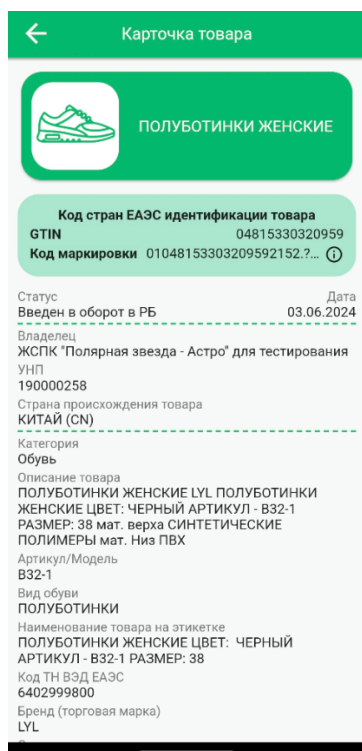 Карточка товара
ПОЛУБОТИНКИ ЖЕНСКИЕ
Код стран ЕАЭС идентификации товара
GTIN 04815330320959
Код маркировки 01048153303209592152.?...
Статус Дата
Введен в оборот в РБ 03.06.2024
Владелец
ЖСПК "Полярная звезда - Астро" для тестирования
УНП
190000258
Страна происхождения товара
КИТАЙ (CN)
Категория
Обувь
Описание товара
ПОЛУБОТИНКИ ЖЕНСКИЕ LYL ПОЛУБОТИНКИ
ЖЕНСКИЕ ЦВЕТ: ЧЕРНЫЙ АРТИКУЛ - B32-1
РАЗМЕР: 38 мат. верха СИНТЕТИЧЕСКИЕ
ПОЛИМЕРЫ мат. Низ ПВХ
Артикул/Модель
B32-1
Вид обуви
ПОЛУБОТИНКИ
Наименование товара на этикетке
ПОЛУБОТИНКИ ЖЕНСКИЕ ЦВЕТ: ЧЕРНЫЙ
АРТИКУЛ - B32-1 РАЗМЕР: 38
Код ТН ВЭД ЕАЭС
6402999800
Бренд (торговая марка)
LYL